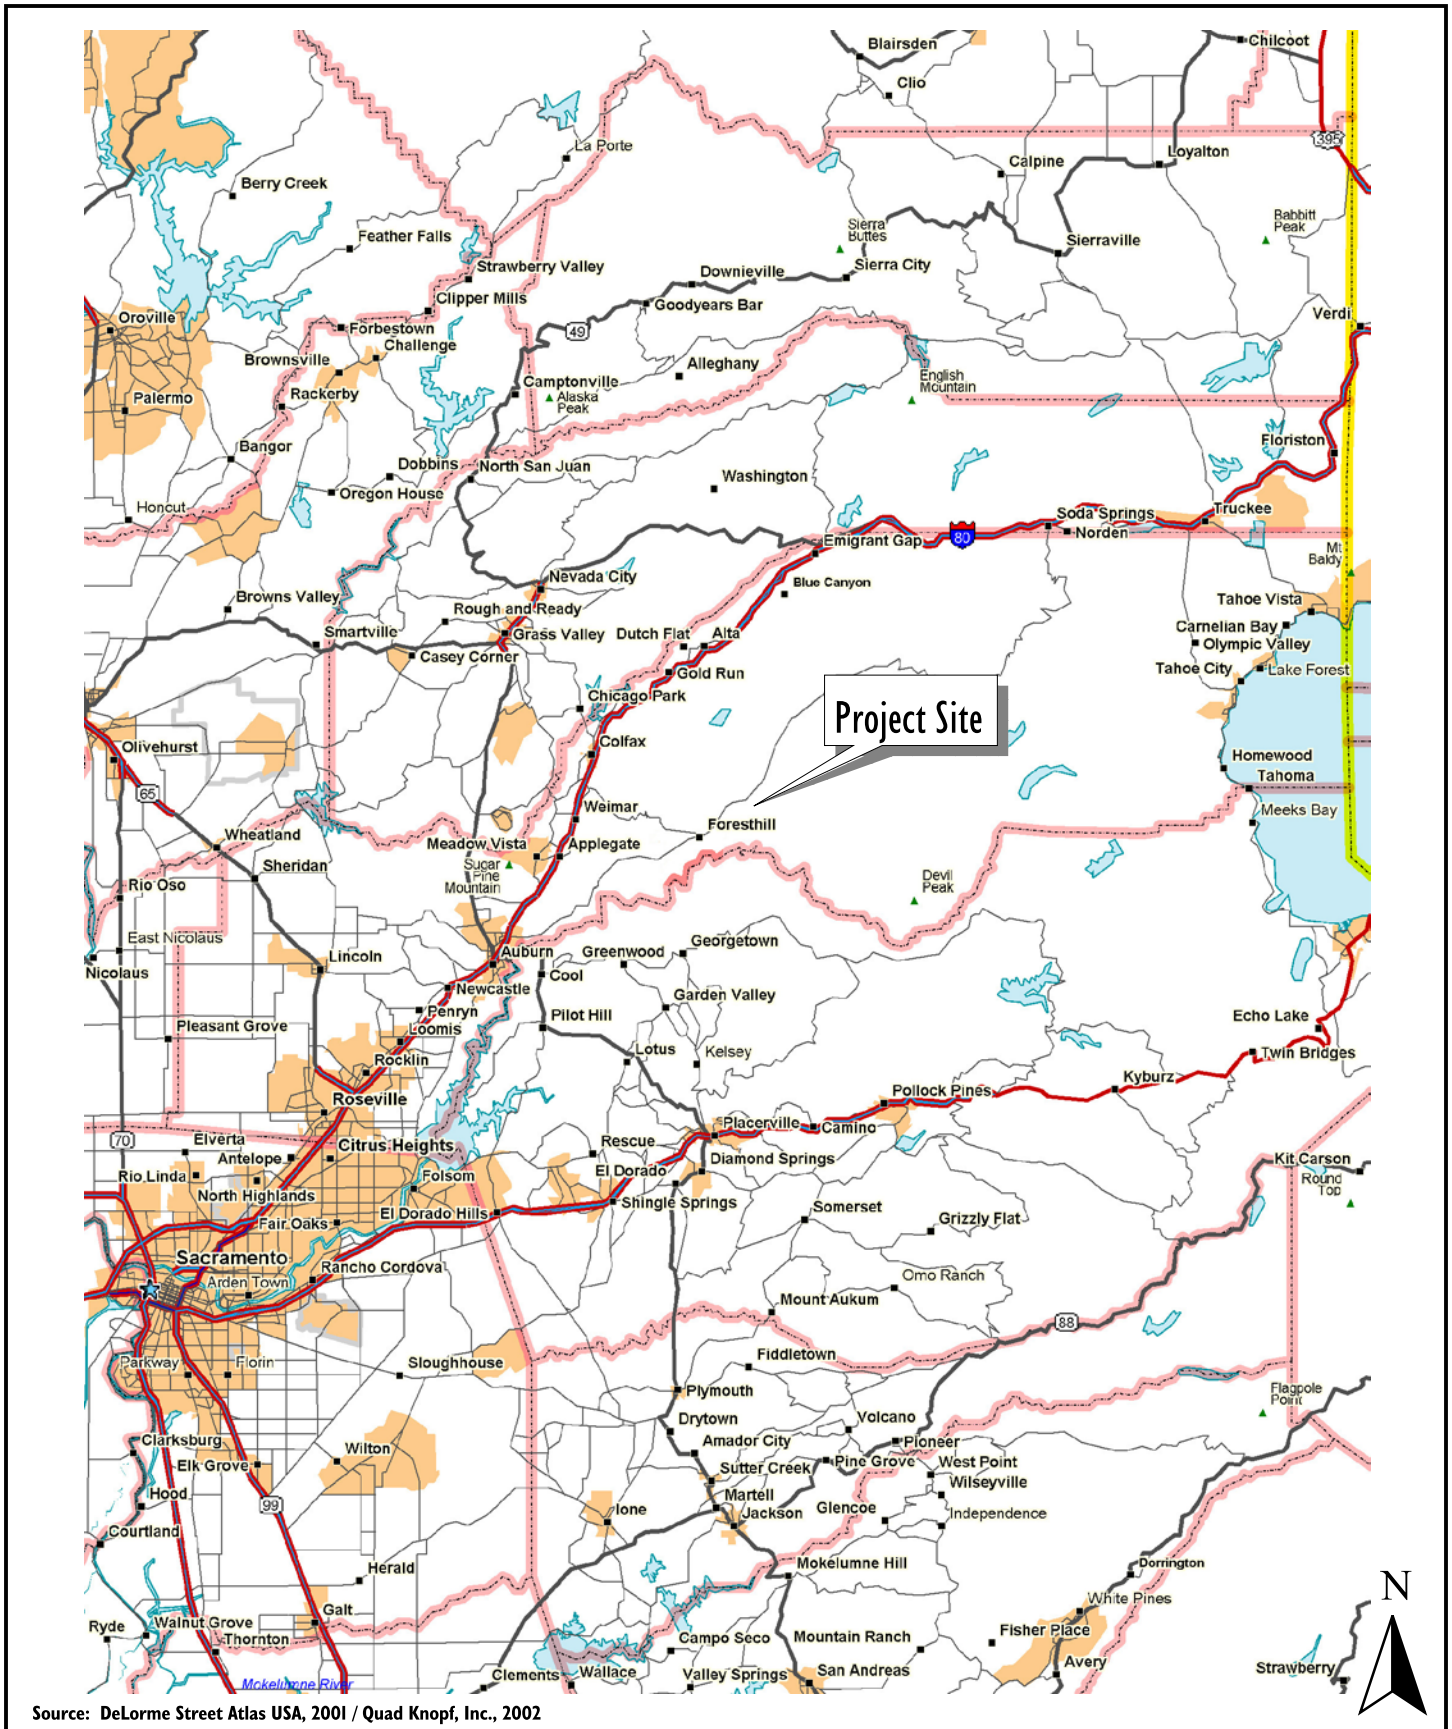 Blairsden
Chilcoot
Clio
395
La Porte
Loyalton
Calpine
Berry Creek
Babbitt
Peak
Sierra
Buttes
Feather Falls
Sierraville
Strawberry Valley
Downieville
Sierra City
Clipper Mills
Goodyears Bar
Verdi
Oroville
Forbestown
49
Challenge
Brownsville
Alleghany
Camptonville
English
Mountain
Rackerby
Alaska
Peak
Palermo
Floriston
Bangor
Dobbins
North San Juan
Washington
Oregon House
Honcut
Soda Springs
Truckee
Norden
Emigrant Gap
80
Mt
Baldy
Nevada City
Blue Canyon
Browns Valley
Tahoe Vista
Rough and Ready
Carnelian Bay
Smartville
Grass Valley
Dutch Flat
Alta
Olympic Valley
Casey Corner
Tahoe City
Lake Forest
Gold Run
Chicago Park
Project Site
Olivehurst
Colfax
Homewood
Tahoma
65
Weimar
Meeks Bay
Foresthill
Wheatland
Meadow Vista
Applegate
Sheridan
Sugar
Pine
Mountain
Devil
Peak
Rio Oso
East Nicolaus
Georgetown
Lincoln
Auburn
Greenwood
Nicolaus
Cool
Newcastle
Garden Valley
Penryn
Pilot Hill
Echo Lake
Pleasant Grove
Loomis
Lotus
Kelsey
Twin Bridges
Rocklin
Kyburz
Pollock Pines
Roseville
Placerville
Camino
70
Elverta
Citrus Heights
Rescue
Antelope
Diamond Springs
Kit Carson
Rio Linda
El Dorado
Round
Top
Folsom
North Highlands
Shingle Springs
Somerset
El Dorado Hills
Fair Oaks
Grizzly Flat
Sacramento
Rancho Cordova
Arden Town
Omo Ranch
Mount Aukum
88
Parkway
Florin
Sloughhouse
Fiddletown
Plymouth
Flagpole
Point
Drytown
Volcano
Clarksburg
Amador City
Pioneer
Wilton
Elk Grove
Sutter Creek
Pine Grove
West Point
Wilseyville
Hood
Martell
99
Ione
Jackson
Glencoe
Independence
Courtland
Mokelumne Hill
Dorrington
Herald
N
White Pines
Galt
Ryde
Walnut Grove
Thornton
Fisher Place
Campo Seco
Mountain Ranch
Avery
Clements
Wallace
Valley Springs
San Andreas
Strawberry
Mokelumne River
Source: DeLorme Street Atlas USA, 2001 / Quad Knopf, Inc., 2002